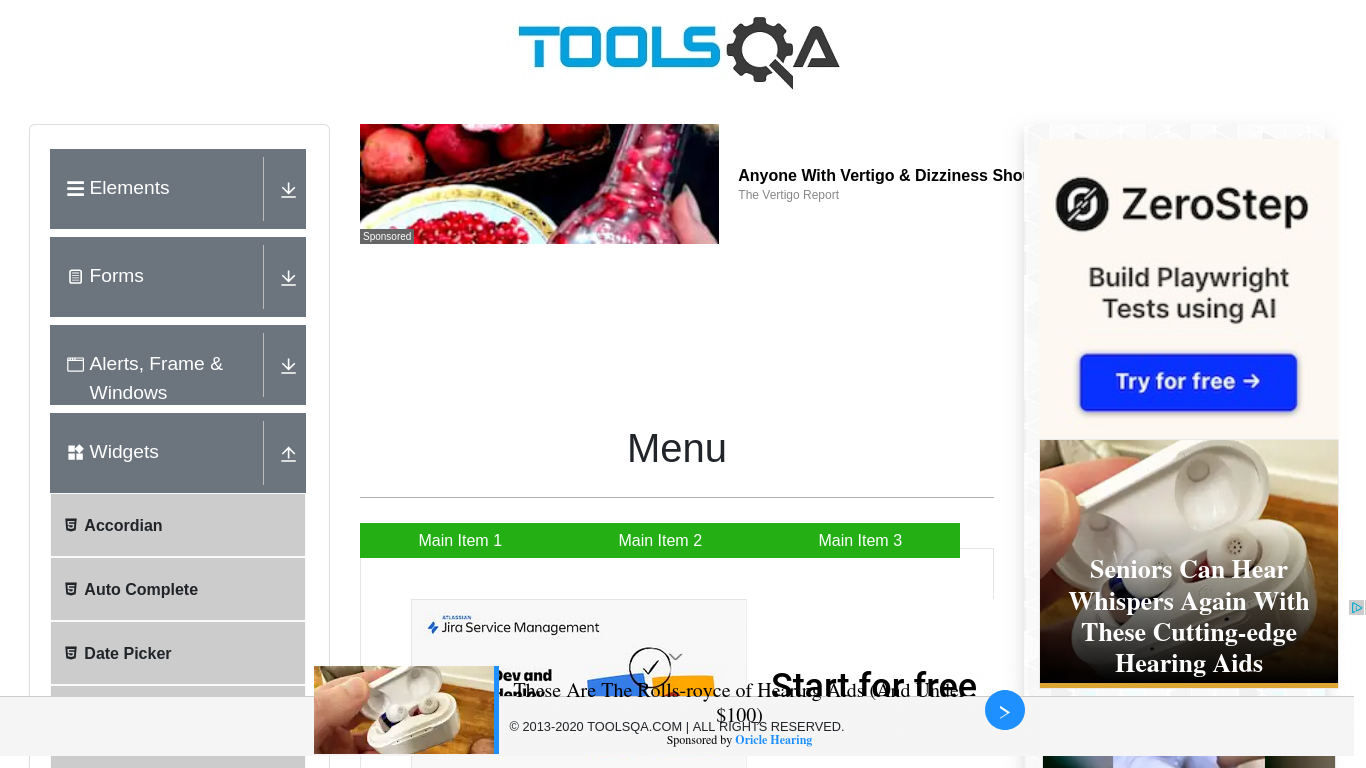 TOOLSQA
Elements
Forms
Alerts, Frame &
Windows
Widgets
Accordian
Auto Complete
Date Picker
Sponsored
Anyone With Vertigo & Dizziness
The Vertigo Report
Menu
Main Item 1
Main Item 2
Main Item 3
ATLASSIAN
Jira Service Management
Dev and
Start for free
Those Are The Rolls-royce of Hearing Aids (And Under
$100)
© 2013-2020 TOOLSQA.COM | ALL RIGHTS RESERVED.
Sponsored by Oricle Hearing
ZeroStep
Build Playwright
Tests using AI
Try for free →
Seniors Can Hear
Whispers Again With
These Cutting-edge
Hearing Aids